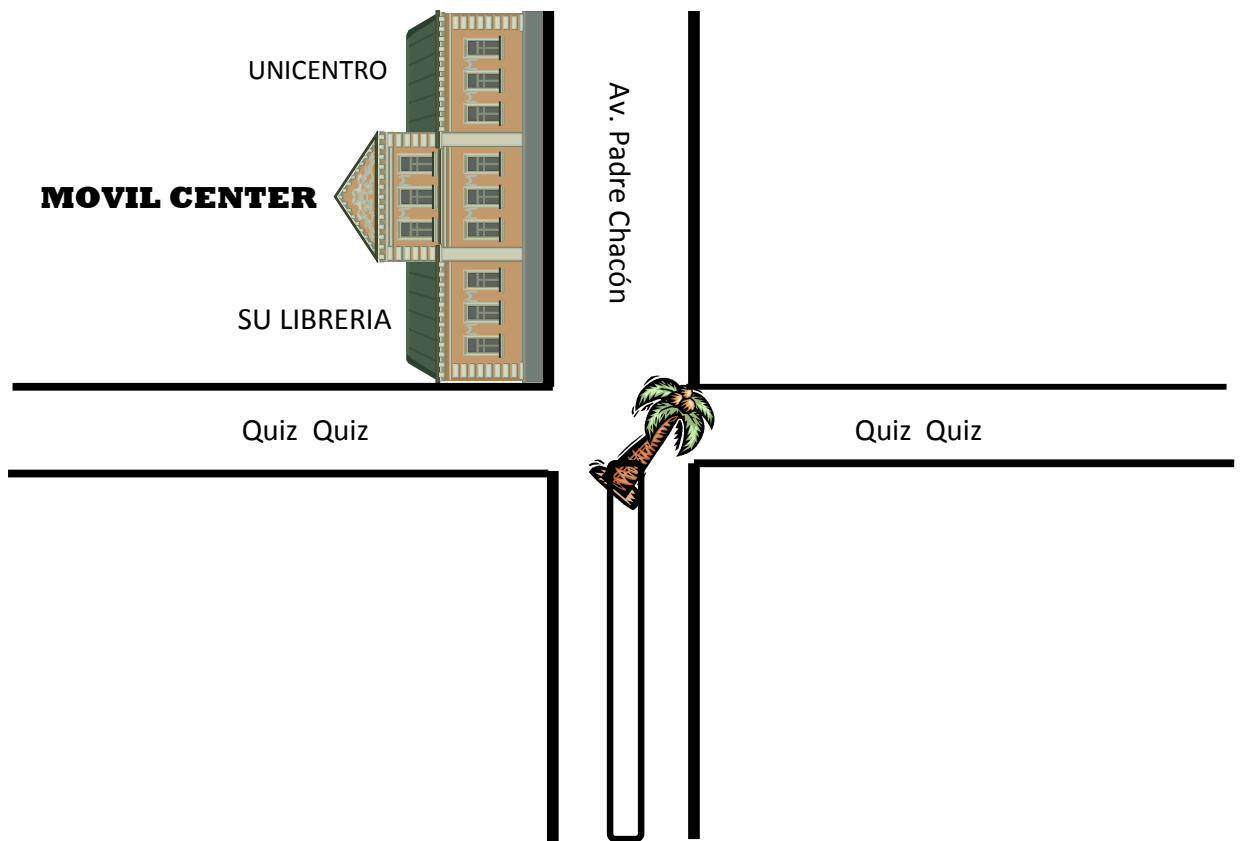 UNICENTRO
Av. Padre Chacón
MOVIL CENTER
SU LIBRERIA
Quiz Quiz
Quiz Quiz